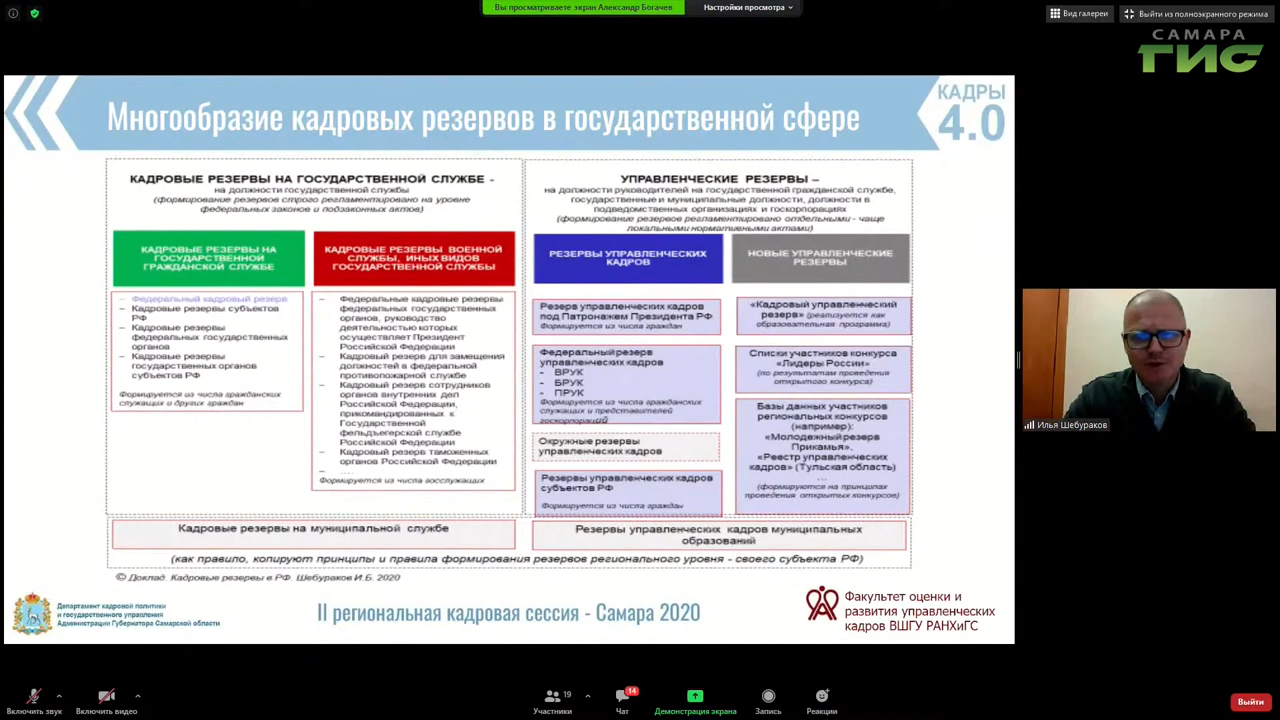 Вы просматриваете экран Александр Богачев
Настройки просмотра
Вид галереи
Выйти из полноэкранного режима
САМАРА
ГИС
Многообразие кадровых резервов в государственной сфере
КАДРЫ
4.0
КАДРОВЫЕ РЕЗЕРВЫ НА ГОСУДАРСТВЕННОЙ СЛУЖБЕ -
на должности государственной службы
(формирование резервов строго регламентировано на уровне
федеральных законов и подзаконных актов)
КАДРОВЫЕ РЕЗЕРВЫ НА
ГОСУДАРСТВЕННОЙ
ГРАЖДАНСКОЙ СЛУЖБЕ
– Федеральный кадровый резерв
– Кадровые резервы субъектов
РФ
– Кадровые резервы
федеральных государственных
органов
– Кадровые резервы
государственных органов
субъектов РФ
Формируется из числа гражданских
служащих и других граждан
КАДРОВЫЕ РЕЗЕРВЫ ВОЕННОЙ
СЛУЖБЫ, ИНЫХ ВИДОВ
ГОСУДАРСТВЕННОЙ СЛУЖБЫ
– Федеральные кадровые резервы
федеральных государственных
органов, руководство
деятельностью которых
осуществляет Президент
Российской Федерации
– Кадровый резерв для замещения
должностей в федеральной
противопожарной службе
– Кадровый резерв сотрудников
органов внутренних дел
Российской Федерации,
прикомандированных к
Государственной
фельдъегерской службе
Российской Федерации
– Кадровый резерв таможенных
органов Российской Федерации
– ....
Формируется из числа восслужащих
УПРАВЛЕНЧЕСКИЕ РЕЗЕРВЫ –
на должности руководителей на государственной гражданской службе,
государственные и муниципальные должности, должности в
подведомственных организациях и госкорпорациях
(формирование резервов регламентировано отдельными - чаще
локальными нормативными актами)
РЕЗЕРВЫ УПРАВЛЕНЧЕСКИХ
КАДРОВ
Резерв управленческих кадров
под Патронажем Президента РФ
Формируется из числа граждан
Федеральный резерв
управленческих кадров
- ВРУК
- БРУК
- ПРУК
Формируется из числа гражданских
служащих и представителей
госкорпораций
Окружные резервы
управленческих кадров
Резервы управленческих кадров
субъектов РФ
Формируется из числа граждан
НОВЫЕ УПРАВЛЕНЧЕСКИЕ
РЕЗЕРВЫ
«Кадровый управленческий
резерв» (реализуется как
образовательная программа)
Списки участников конкурса
«Лидеры России»
(по результатам проведения
открытого конкурса)
Базы данных участников
региональных конкурсов
(например):
«Молодежный резерв
Прикамья»,
«Реестр управленческих
кадров» (Тульская область)
...
(формируются на принципах
проведения открытых конкурсов)
Кадровые резервы на муниципальной службе
Резервы управленческих кадров муниципальных
образований
(как правило, копируют принципы и правила формирования резервов регионального уровня - своего субъекта РФ)
© Доклад. Кадровые резервы в РФ. Шебураков И.Б. 2020
Департамент кадровой политики
и государственного управления
Администрации Губернатора Самарской области
II региональная кадровая сессия - Самара 2020
Факультет оценки и
развития управленческих
кадров ВШГУ РАНХиГС
Илья Шебураков
Включить звук
Включить видео
19
Участники
14
Чат
Демонстрация экрана
Запись
Реакции
Выйти